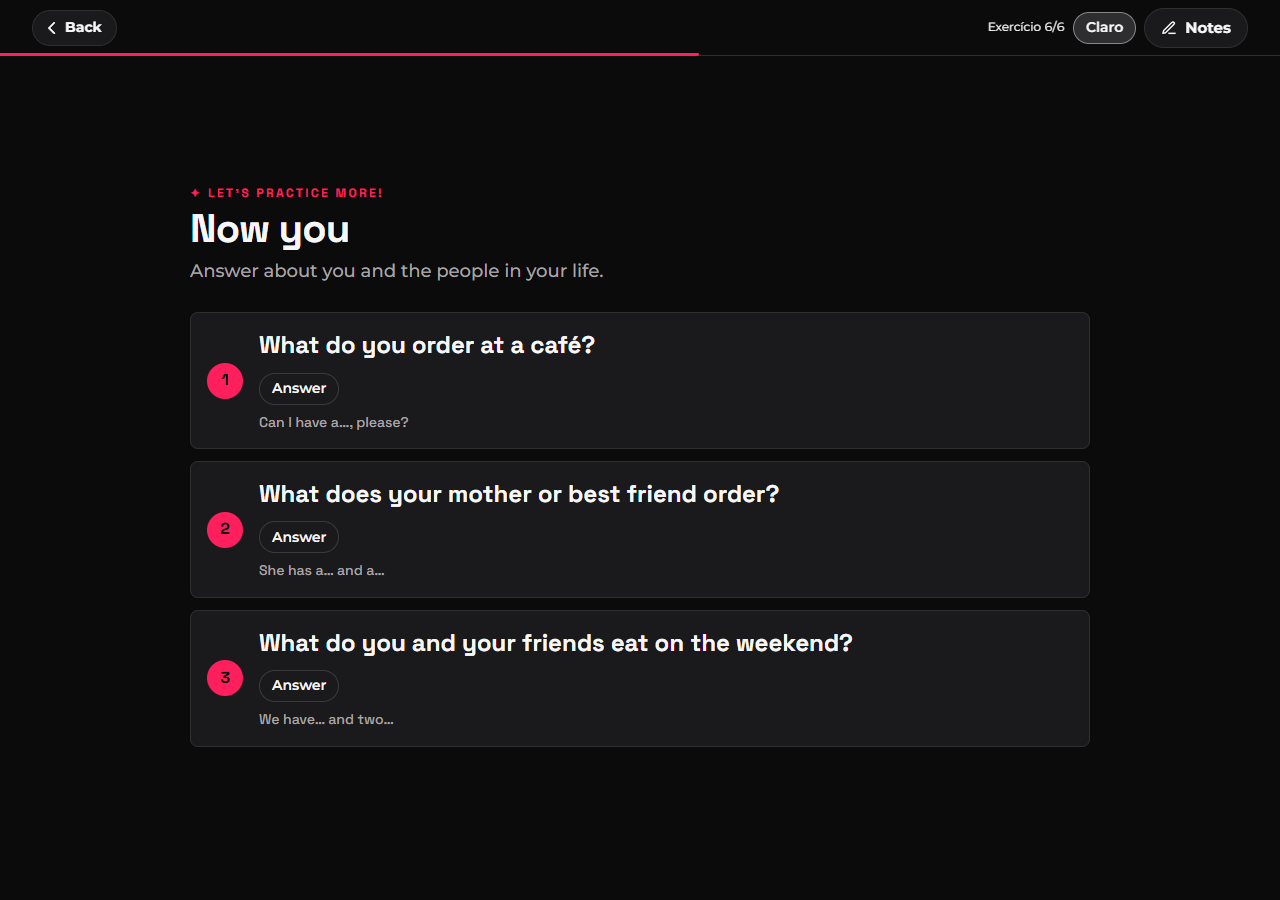 Back
Exercício 6/6
Claro
Notes
✦ LET'S PRACTICE MORE!
Now you
Answer about you and the people in your life.
What do you order at a café?
1
Answer
Can I have a…, please?
What does your mother or best friend order?
2
Answer
She has a… and a…
What do you and your friends eat on the weekend?
3
Answer
We have… and two…